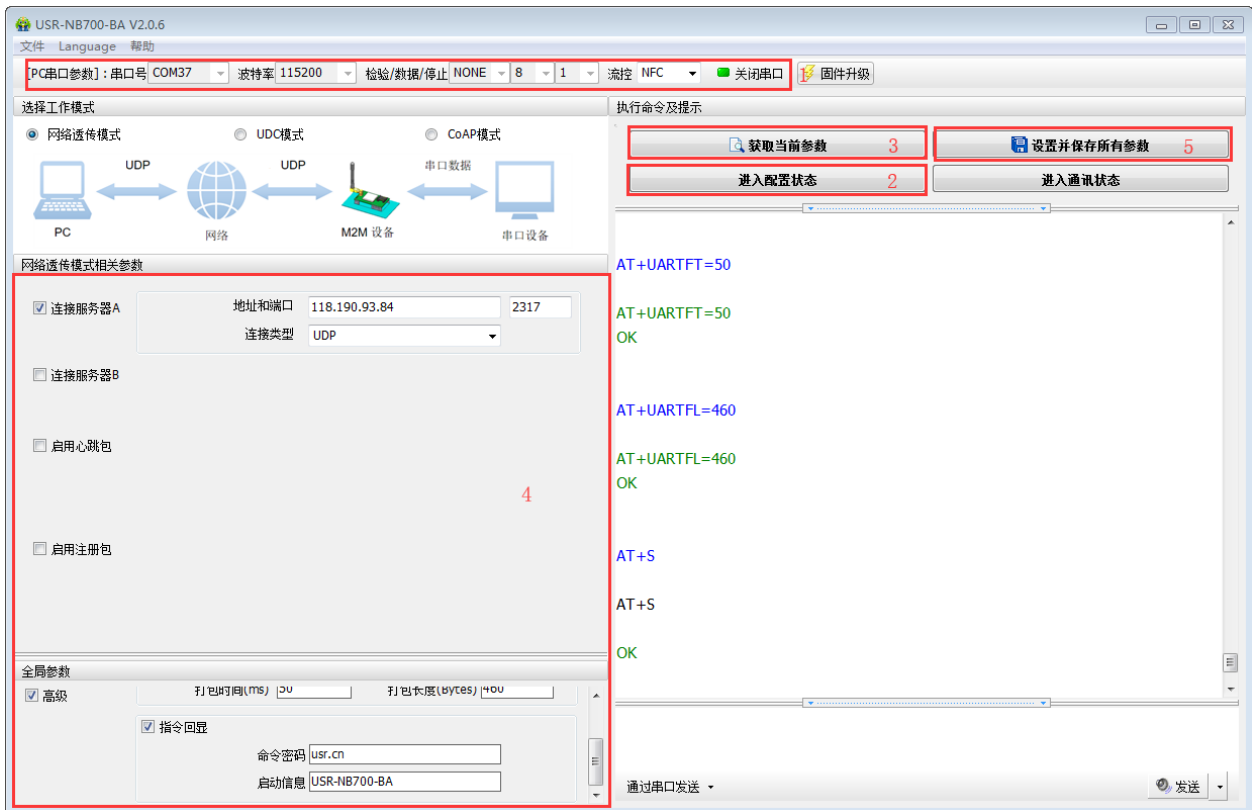 USR-NB700-BA V2.0.6
文件 Language 帮助
[PC串口参数]：串口号 COM37 波特率 115200 检验/数据/停止 NONE 8 1 流控 NFC 关闭串口 1 固件升级
选择工作模式
网络透传模式 UDC模式 CoAP模式
UDP UDP 串口数据
PC 网络 M2M 设备 串口设备
网络透传模式相关参数
连接服务器A 地址和端口 118.190.93.84 2317
连接类型 UDP
连接服务器B
启用心跳包
4
启用注册包
全局参数
高级 打包时间(ms) 50 打包长度(Bytes) 460
指令回显
命令密码 usr.cn
启动信息 USR-NB700-BA
执行命令及提示
获取当前参数 3 设置并保存所有参数 5
进入配置状态 2 进入通讯状态
AT+UARTFT=50
AT+UARTFT=50
OK
AT+UARTFL=460
AT+UARTFL=460
OK
AT+S
AT+S
OK
通过串口发送 发送